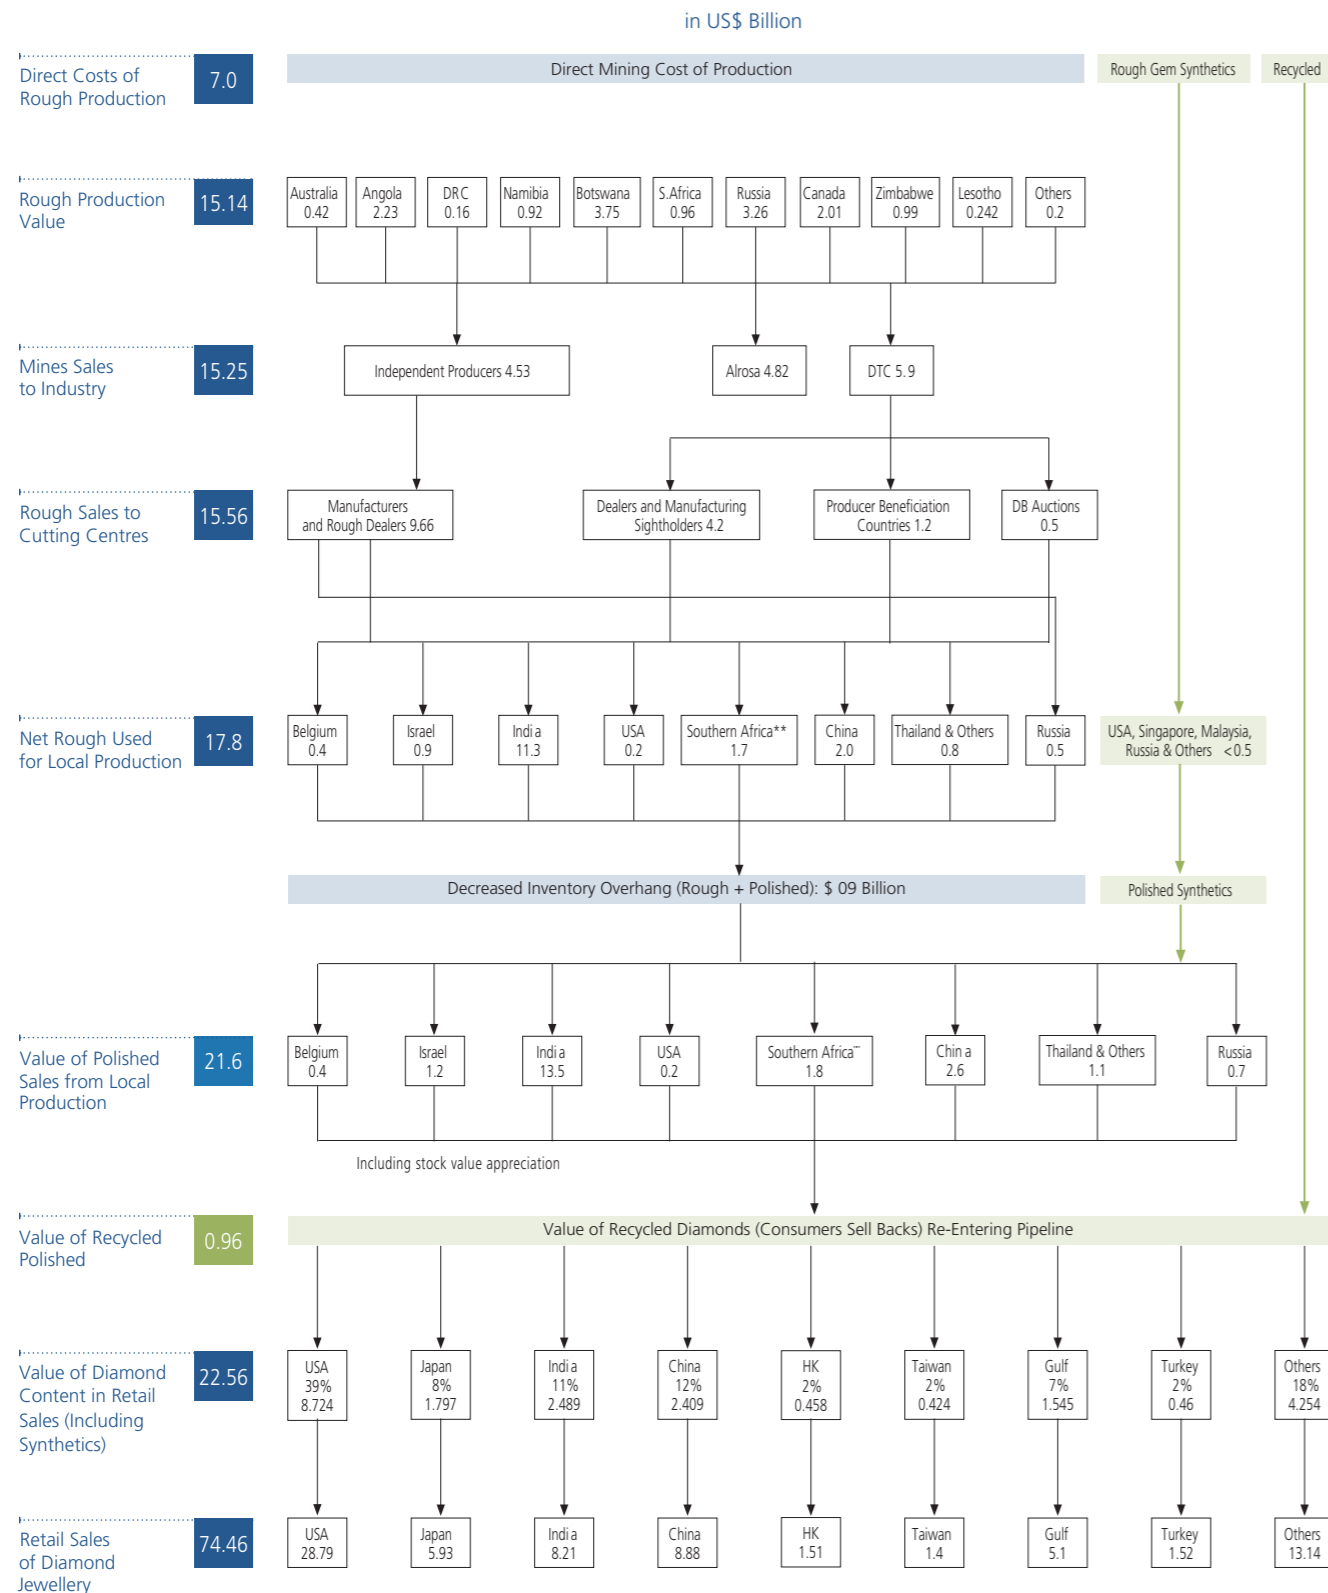 in US$ Billion
Direct Costs of
Rough Production
7.0
Direct Mining Cost of Production
Rough Gem Synthetics
Recycled
Rough Production
Value
15.14
Australia
0.42
Angola
2.23
DRC
0.16
Namibia
0.92
Botswana
3.75
S.Africa
0.96
Russia
3.26
Canada
2.01
Zimbabwe
0.99
Lesotho
0.242
Others
0.2
Mines Sales
to Industry
15.25
Independent Producers 4.53
Alrosa 4.82
DTC 5.9
Rough Sales to
Cutting Centres
15.56
Manufacturers
and Rough Dealers 9.66
Dealers and Manufacturing
Sightholders 4.2
Producer Beneficiation
Countries 1.2
DB Auctions
0.5
Net Rough Used
for Local Production
17.8
Belgium
0.4
Israel
0.9
India
11.3
USA
0.2
Southern Africa**
1.7
China
2.0
Thailand & Others
0.8
Russia
0.5
USA, Singapore, Malaysia,
Russia & Others <0.5
Decreased Inventory Overhang (Rough + Polished): $ 09 Billion
Polished Synthetics
Value of Polished
Sales from Local
Production
21.6
Belgium
0.4
Israel
1.2
India
13.5
USA
0.2
Southern Africa**
1.8
China
2.6
Thailand & Others
1.1
Russia
0.7
Including stock value appreciation
Value of Recycled
Polished
0.96
Value of Recycled Diamonds (Consumers Sell Backs) Re-Entering Pipeline
Value of Diamond
Content in Retail
Sales (Including
Synthetics)
22.56
USA
39%
8.724
Japan
8%
1.797
India
11%
2.489
China
12%
2.409
HK
2%
0.458
Taiwan
2%
0.424
Gulf
7%
1.545
Turkey
2%
0.46
Others
18%
4.254
Retail Sales
of Diamond
Jewellery
74.46
USA
28.79
Japan
5.93
India
8.21
China
8.88
HK
1.51
Taiwan
1.4
Gulf
5.1
Turkey
1.52
Others
13.14